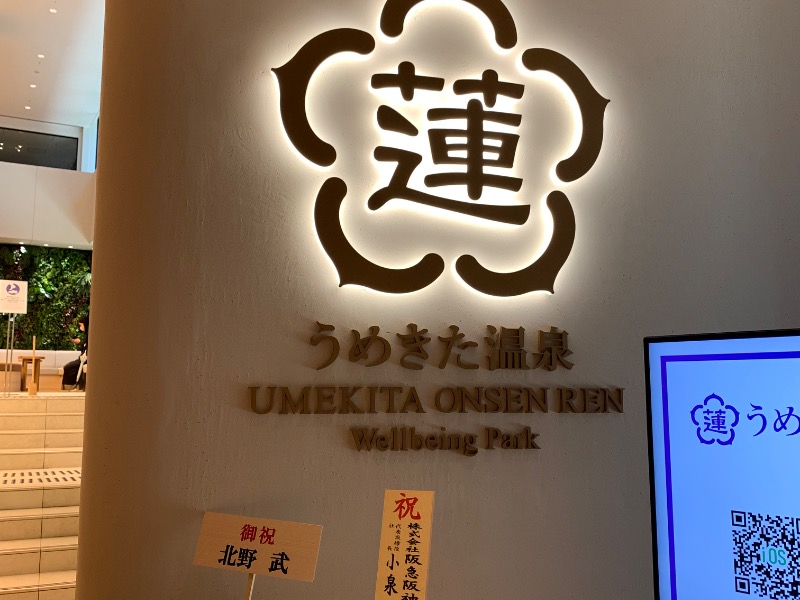 蓮
うめきた温泉
UMEKITA ONSEN REN
Wellbeing Park
蓮 うめ
iOS
御祝
北野 武
祝
株式会社阪急阪神
小泉